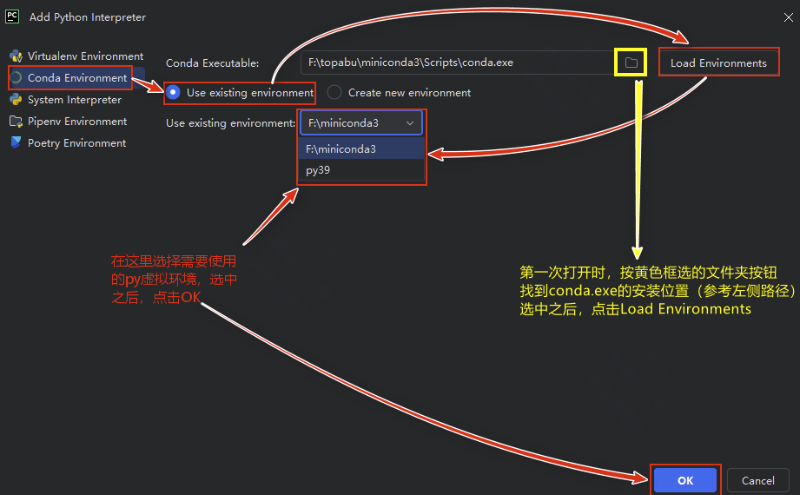 PC Add Python Interpreter
Virtualenv Environment
Conda Environment
System Interpreter
Pipenv Environment
Poetry Environment
Conda Executable: F:\topabu\miniconda3\Scripts\conda.exe Load Environments
Use existing environment Create new environment
Use existing environment: F:\miniconda3
F:\miniconda3
py39
在这里选择需要使用
的py虚拟环境，选中
之后，点击OK
第一次打开时，按黄色框选的文件夹按钮
找到conda.exe的安装位置（参考左侧路径）
选中之后，点击Load Environments
OK Cancel